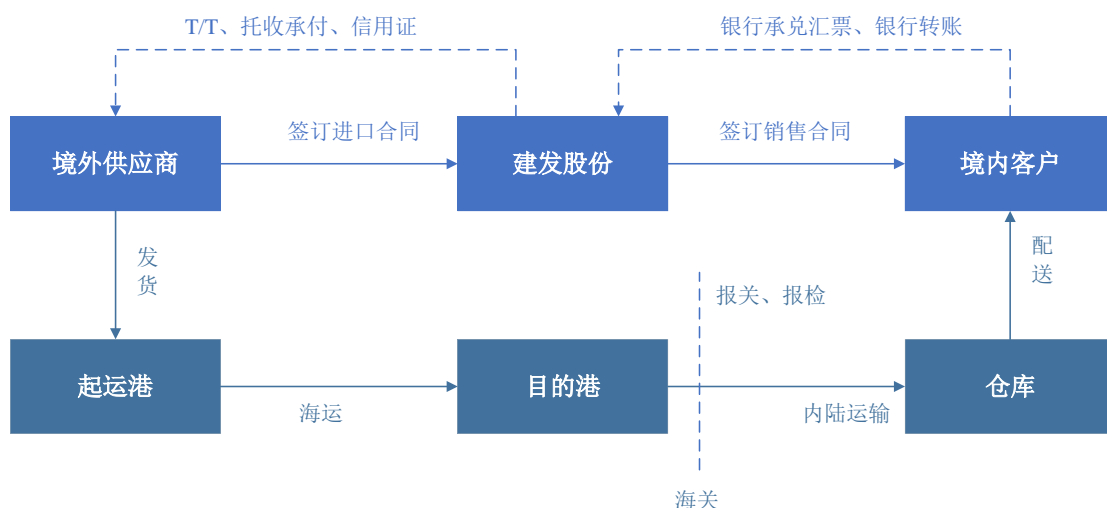 T/T、托收承付、信用证
银行承兑汇票、银行转账
境外供应商
签订进口合同
建发股份
签订销售合同
境内客户
发
货
配
送
报关、报检
起运港
海运
目的港
内陆运输
仓库
海关